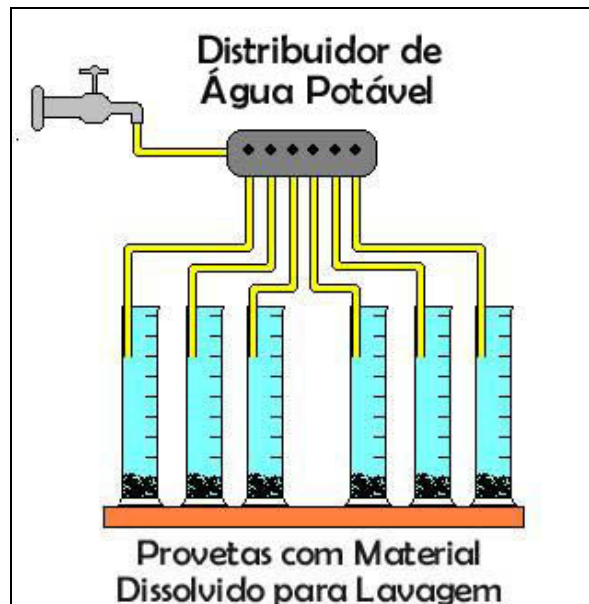 Distribuidor de
Água Potável
Provetas com Material
Dissolvido para Lavagem